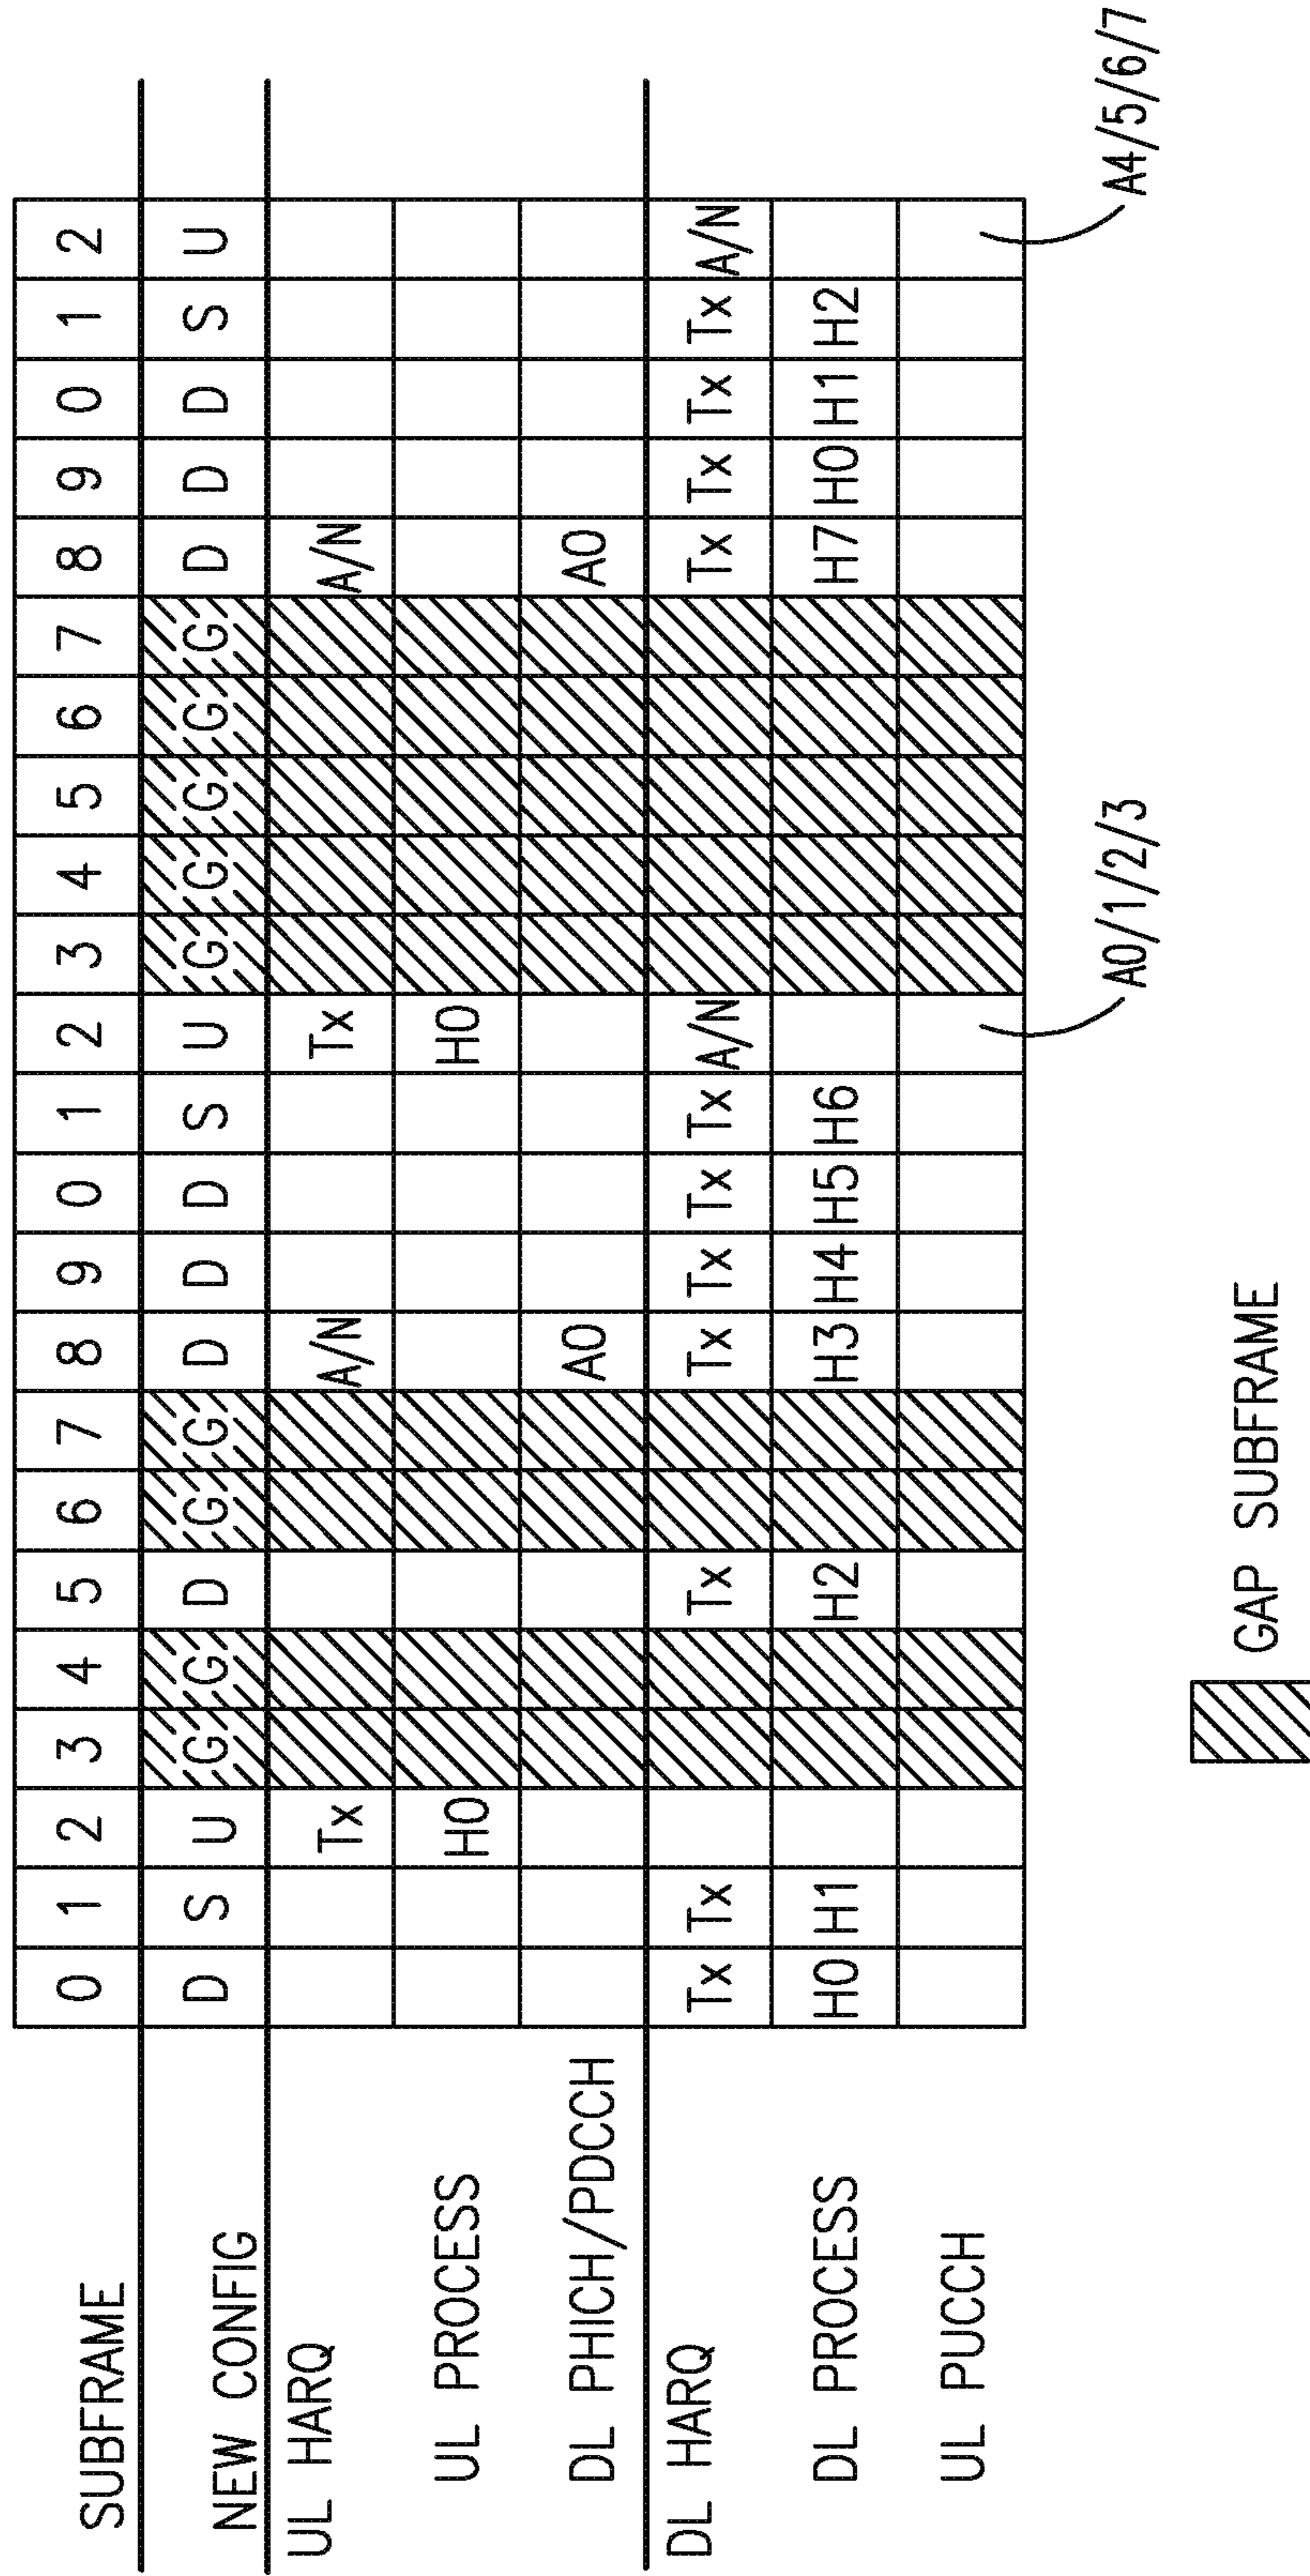 SUBFRAME 0 1 2 3 4 5 6 7 8 9 0 1 2 3 4 5 6 7 8 9 0 1 2
NEW CONFIG D S U G G D G G D D D S U G G G G G D D D S U
UL HARQ Tx A/N Tx A/N
UL PROCESS H0 H0
DL PHICH/PDCCH A0 A0
DL HARQ Tx Tx Tx Tx Tx Tx Tx A/N Tx Tx Tx Tx A/N
DL PROCESS H0 H1 H2 H3 H4 H5 H6 H7 H0 H1 H2
UL PUCCH
A0/1/2/3
A4/5/6/7
GAP SUBFRAME